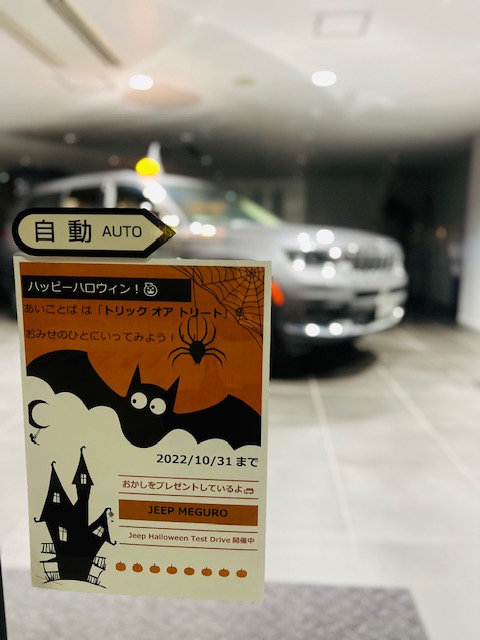 自動 AUTO
ハッピーハロウィン！
あいことば は「トリック オア トリート」
おみせのひとにいってみよう！
2022/10/31 まで
おかしをプレゼントしているよ
JEEP MEGURO
Jeep Halloween Test Drive 開催中